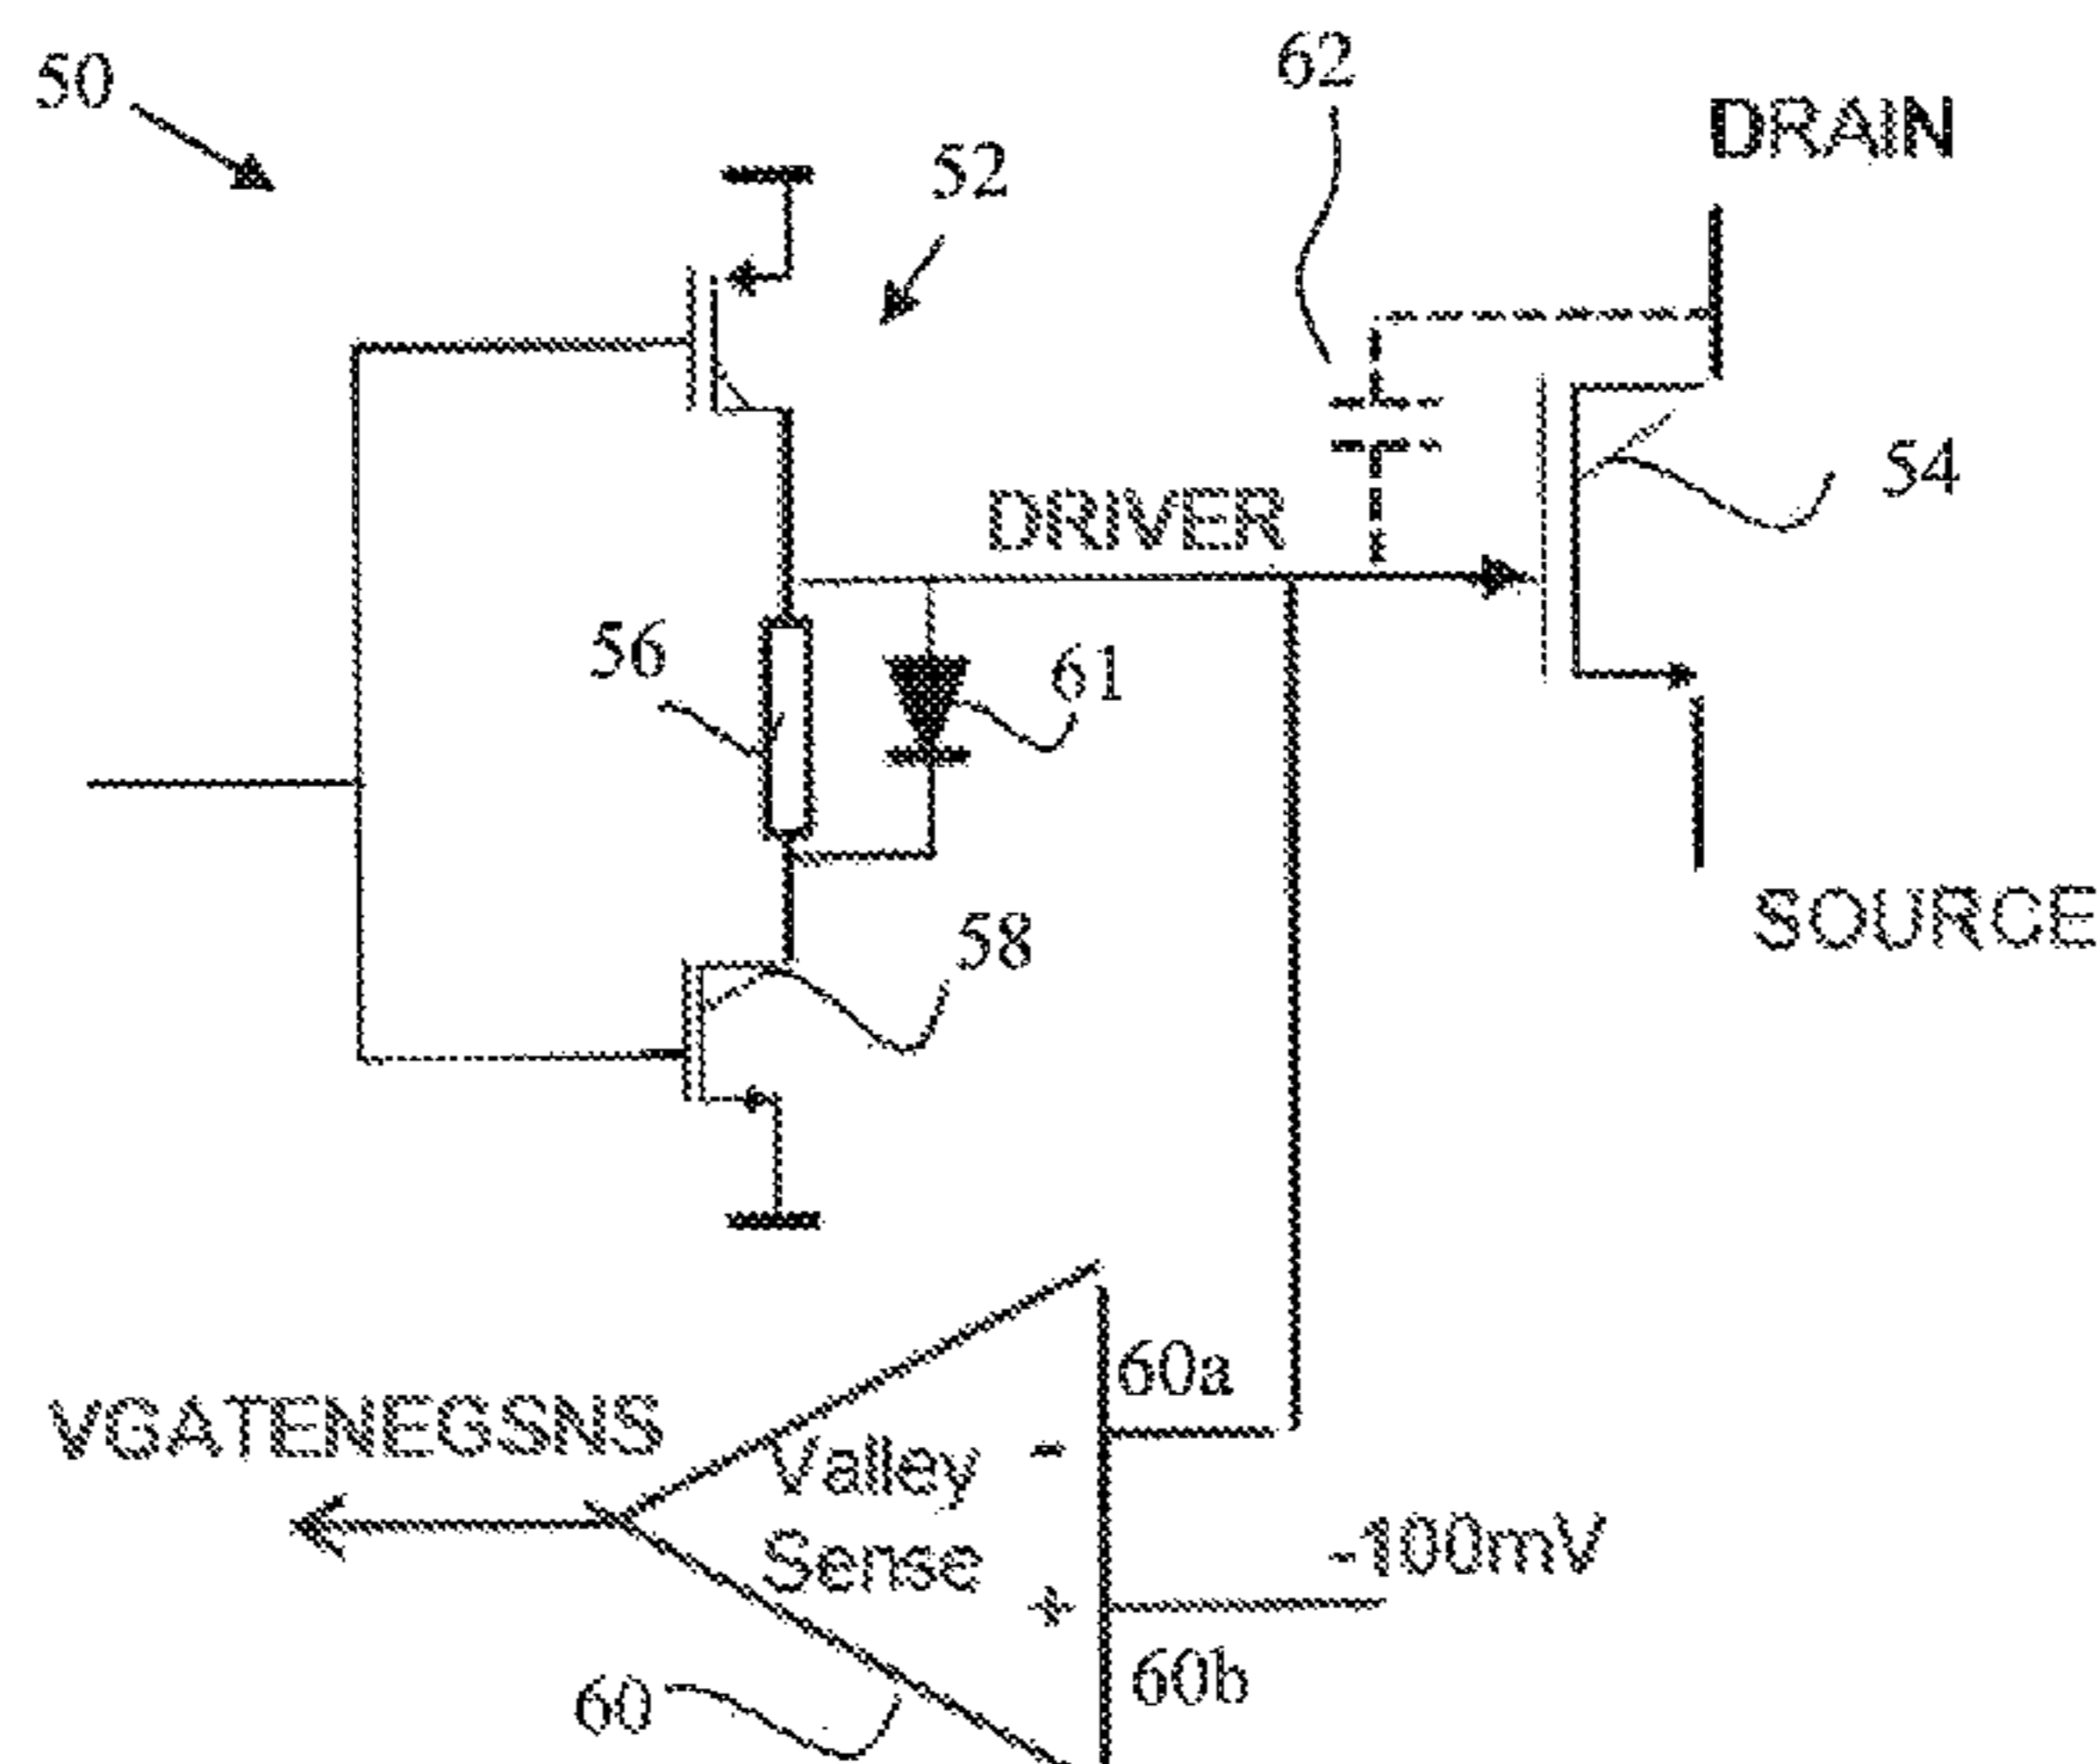 50
62
DRAIN
52
54
DRIVER
56
61
58
SOURCE
60a
VGATENEGSNS
Valley
Sense
-
-100mV
+
60b
60